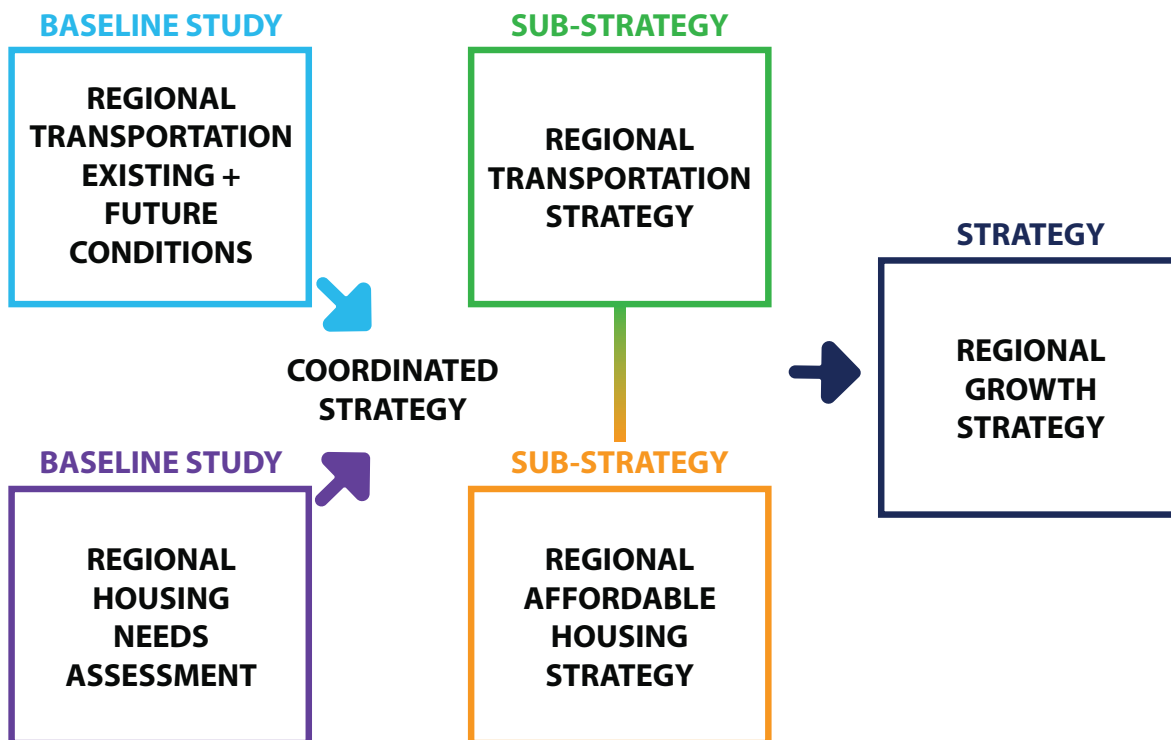 BASELINE STUDY
REGIONAL
TRANSPORTATION
EXISTING +
FUTURE
CONDITIONS
BASELINE STUDY
REGIONAL
HOUSING
NEEDS
ASSESSMENT
COORDINATED
STRATEGY
SUB-STRATEGY
REGIONAL
TRANSPORTATION
STRATEGY
SUB-STRATEGY
REGIONAL
AFFORDABLE
HOUSING
STRATEGY
STRATEGY
REGIONAL
GROWTH
STRATEGY